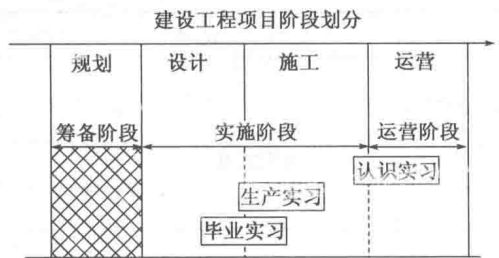 建设工程项目阶段划分
规划 设计 施工 运营
筹备阶段 实施阶段 运营阶段
认识实习
生产实习
毕业实习